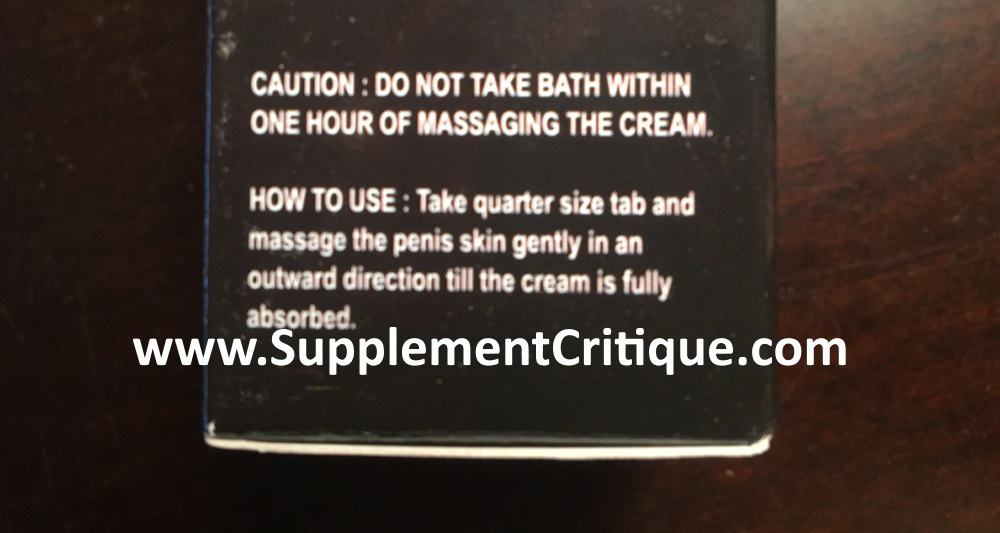 CAUTION : DO NOT TAKE BATH WITHIN
ONE HOUR OF MASSAGING THE CREAM.
HOW TO USE : Take quarter size tab and
massage the penis skin gently in an
outward direction till the cream is fully
absorbed.
www.SupplementCritique.com